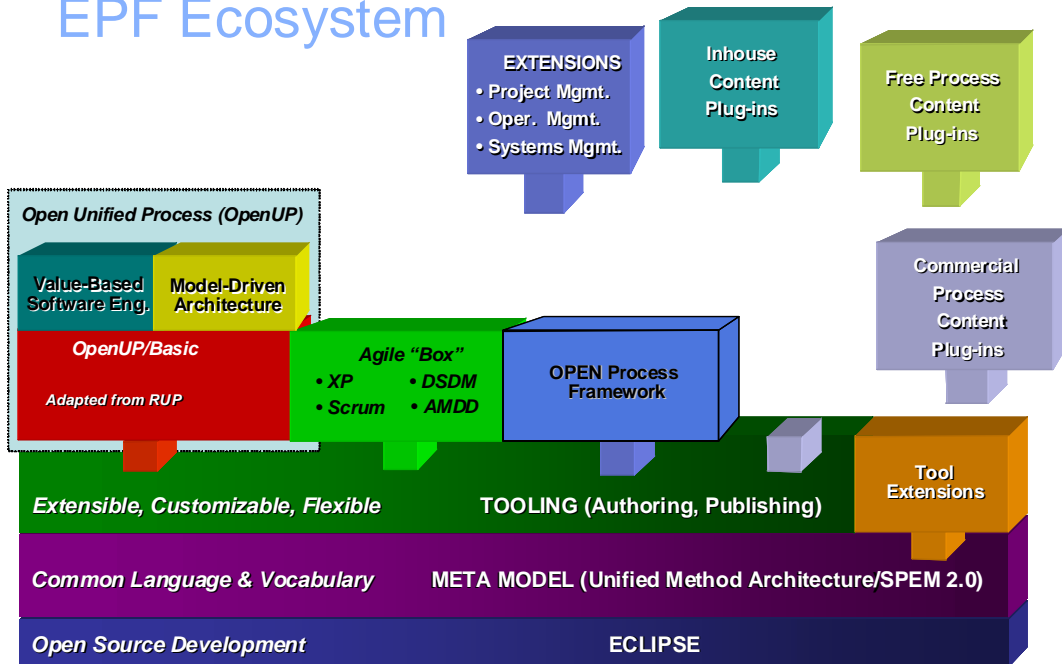 EPF Ecosystem
EXTENSIONS
• Project Mgmt.
• Oper. Mgmt.
• Systems Mgmt.
Inhouse
Content
Plug-ins
Free Process
Content
Plug-ins
Open Unified Process (OpenUP)
Value-Based
Software Eng.
Model-Driven
Architecture
Commercial
Process
Content
Plug-ins
OpenUP/Basic
Adapted from RUP
Agile “Box”
• XP • DSDM
• Scrum • AMDD
OPEN Process
Framework
Tool
Extensions
Extensible, Customizable, Flexible TOOLING (Authoring, Publishing)
Common Language & Vocabulary META MODEL (Unified Method Architecture/SPEM 2.0)
Open Source Development ECLIPSE